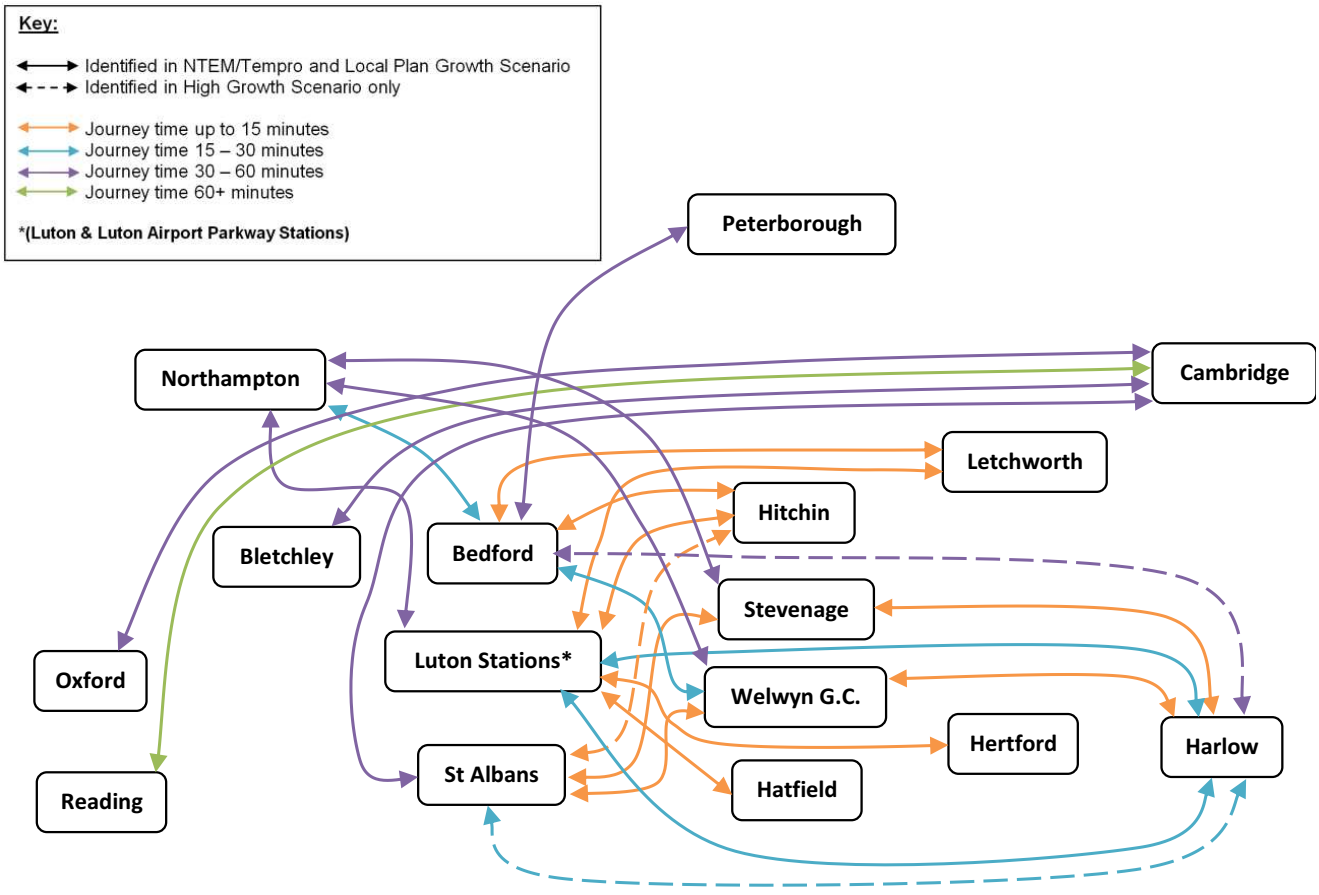 Key:
Identified in NTEM/Tempro and Local Plan Growth Scenario
Identified in High Growth Scenario only
Journey time up to 15 minutes
Journey time 15 – 30 minutes
Journey time 30 – 60 minutes
Journey time 60+ minutes
*(Luton & Luton Airport Parkway Stations)
Peterborough
Northampton
Cambridge
Letchworth
Hitchin
Bletchley
Bedford
Stevenage
Luton Stations*
Oxford
Welwyn G.C.
Hertford
Harlow
St Albans
Hatfield
Reading